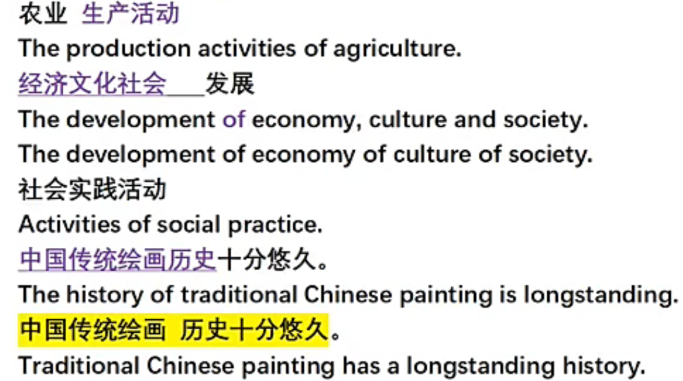 农业 生产活动
The production activities of agriculture.
经济文化社会___发展
The development of economy, culture and society.
The development of economy of culture of society.
社会实践活动
Activities of social practice.
中国传统绘画历史十分悠久。
The history of traditional Chinese painting is longstanding.
中国传统绘画 历史十分悠久。
Traditional Chinese painting has a longstanding history.